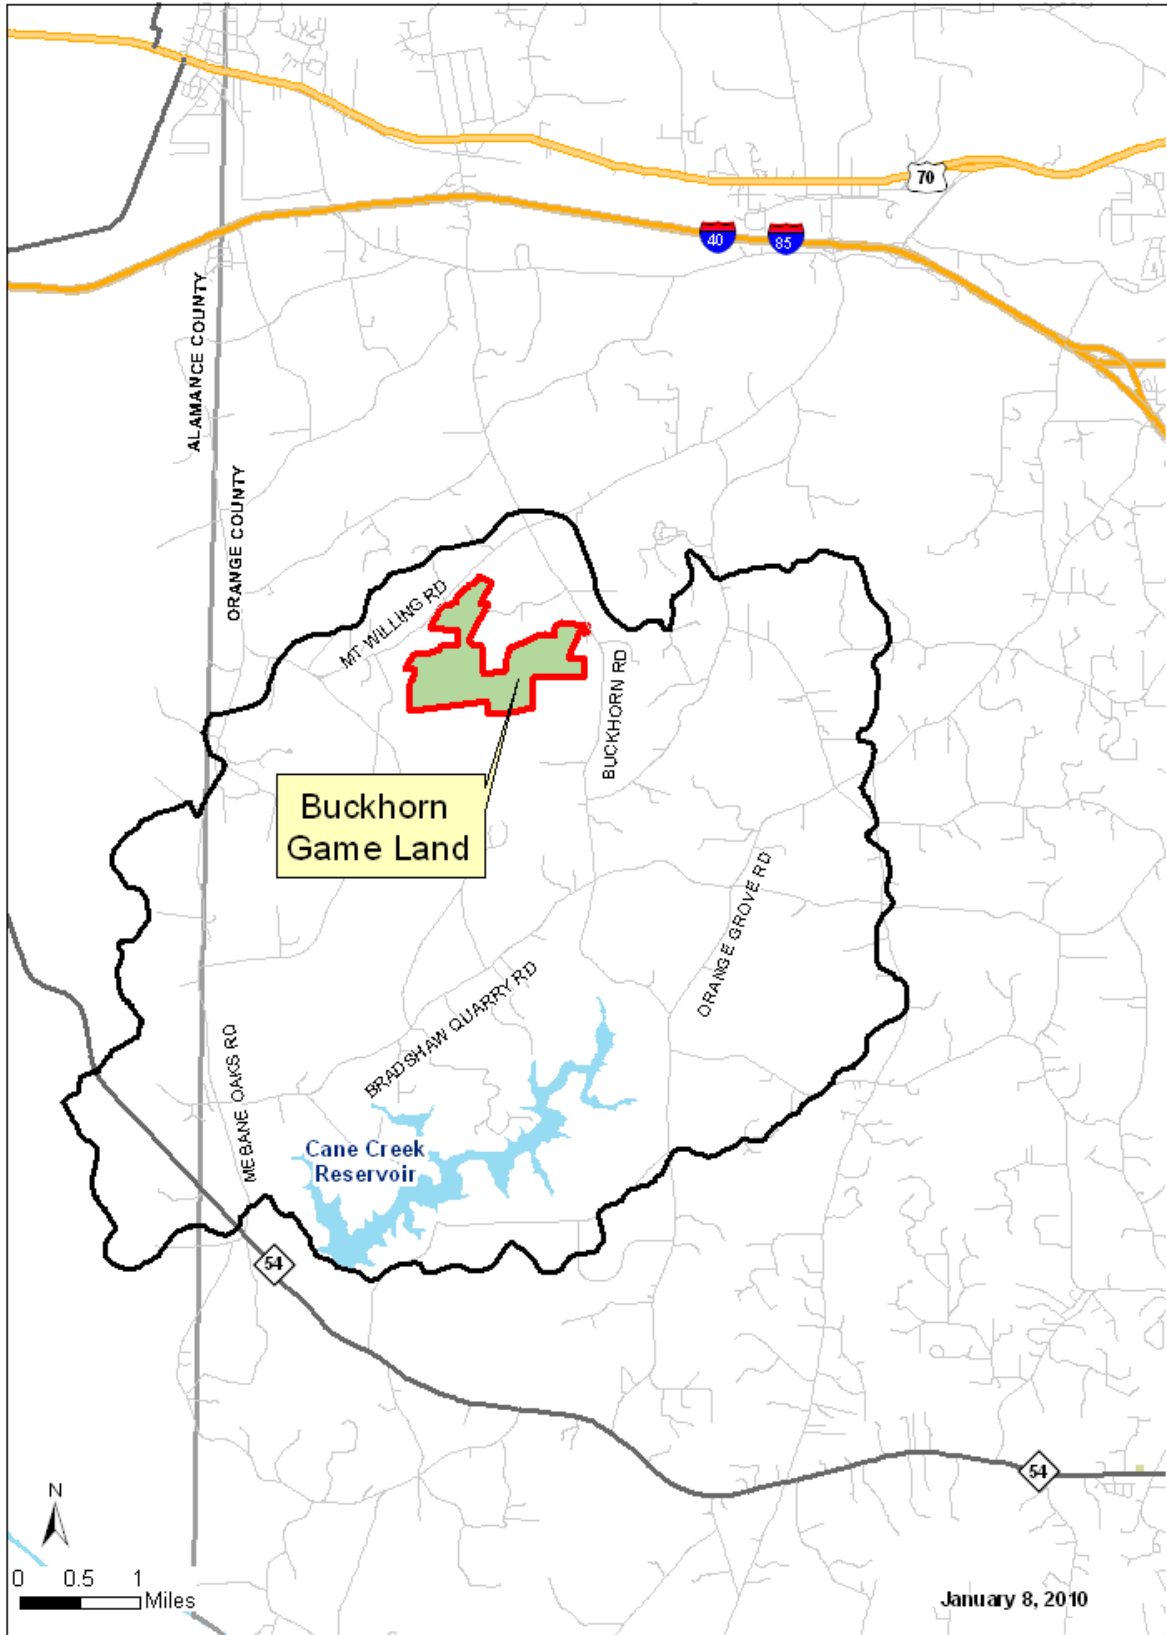 70
40
85
ALAMANCE COUNTY
ORANGE COUNTY
MT WILLING RD
BUCKHORN RD
Buckhorn
Game Land
ORANGE GROVE RD
BRADSHAW QUARRY RD
MEBANE OAKS RD
Cane Creek
Reservoir
54
54
N
0 0.5 1
Miles
January 8, 2010